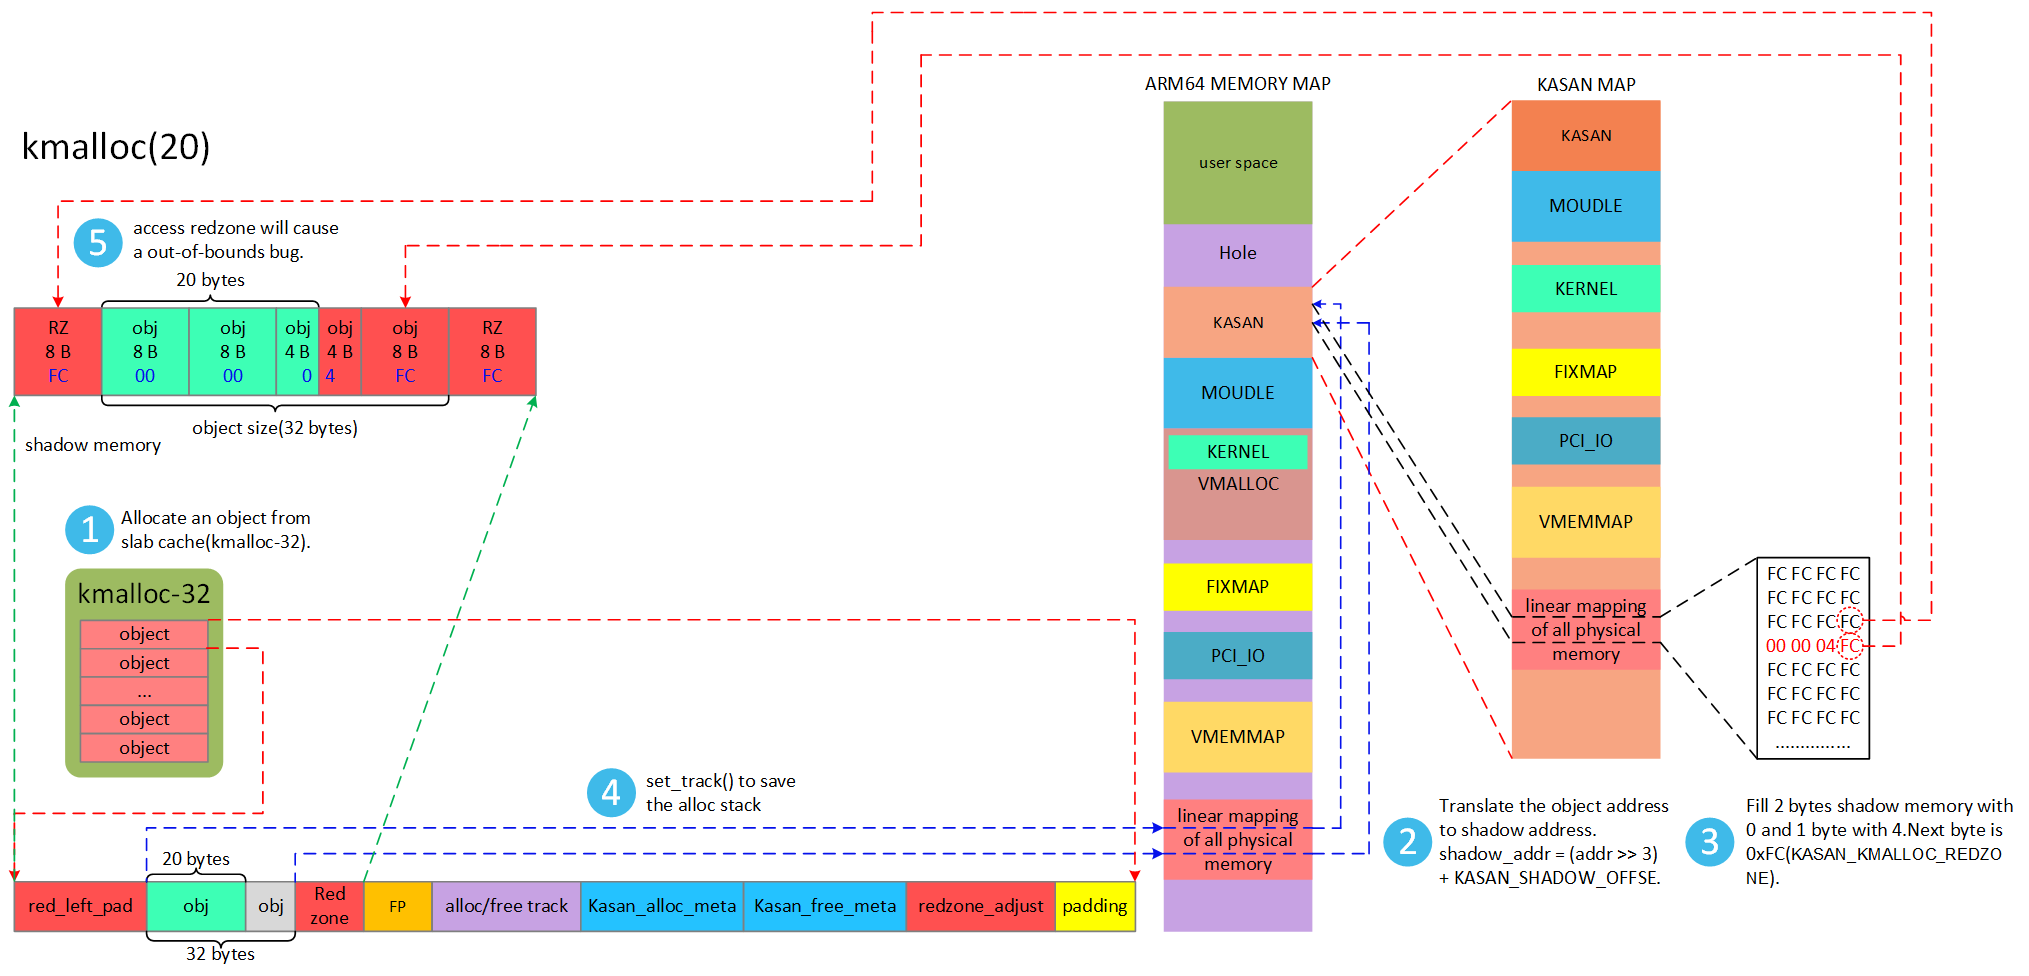 kmalloc(20)
5
access redzone will cause
a out-of-bounds bug.
20 bytes
RZ
8 B
FC
obj
8 B
00
obj
8 B
00
obj
4 B
0
obj
4 B
4
obj
8 B
FC
RZ
8 B
FC
object size(32 bytes)
shadow memory
1
Allocate an object from
slab cache(kmalloc-32).
kmalloc-32
object
object
...
object
object
4
set_track() to save
the alloc stack
20 bytes
red_left_pad
obj
obj
Red
zone
FP
alloc/free track
Kasan_alloc_meta
Kasan_free_meta
redzone_adjust
padding
32 bytes
ARM64 MEMORY MAP
user space
Hole
KASAN
MOUDLE
KERNEL
VMALLOC
FIXMAP
PCI_IO
VMEMMAP
linear mapping
of all physical
memory
KASAN MAP
KASAN
MOUDLE
KERNEL
FIXMAP
PCI_IO
VMEMMAP
linear mapping
of all physical
memory
FC FC FC FC
FC FC FC FC
FC FC FC FC
00 00 04 FC
FC FC FC FC
FC FC FC FC
FC FC FC FC
..............
2
Translate the object address
to shadow address.
shadow_addr = (addr >> 3)
+ KASAN_SHADOW_OFFSE.
3
Fill 2 bytes shadow memory with
0 and 1 byte with 4.Next byte is
0xFC(KASAN_KMALLOC_REDZO
NE).